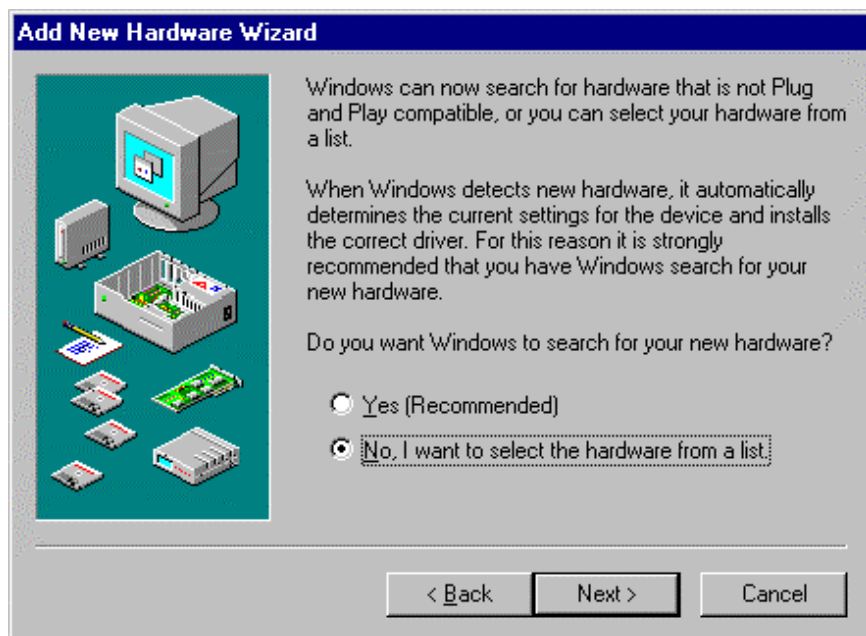 Add New Hardware Wizard
Windows can now search for hardware that is not Plug
and Play compatible, or you can select your hardware from
a list.
When Windows detects new hardware, it automatically
determines the current settings for the device and installs
the correct driver. For this reason it is strongly
recommended that you have Windows search for your
new hardware.
Do you want Windows to search for your new hardware?
Yes (Recommended)
No, I want to select the hardware from a list.
< Back
Next >
Cancel